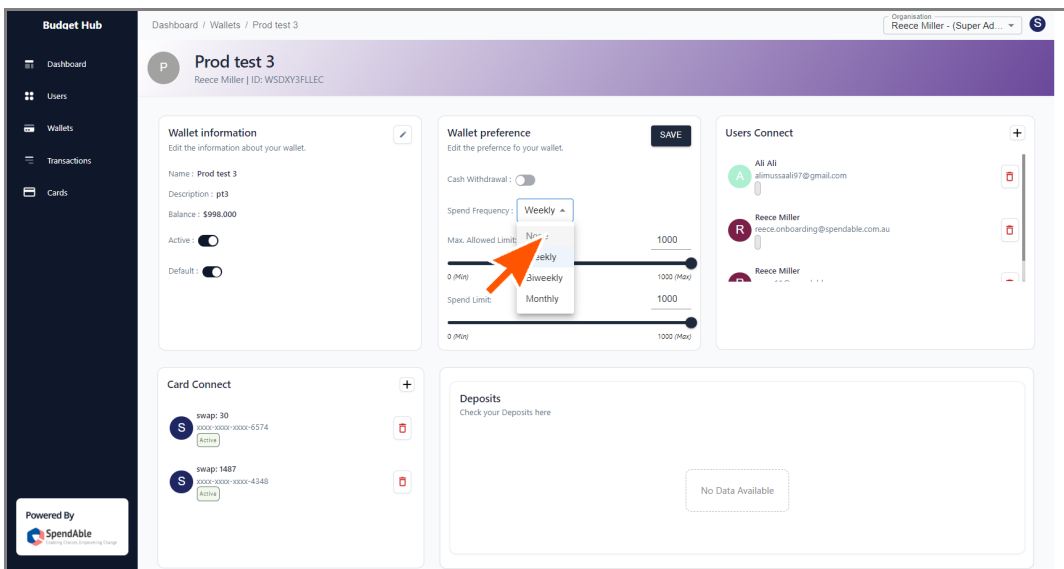 Budget Hub
Dashboard / Wallets / Prod test 3
Organisation
Reece Miller - (Super Ad...
S
Dashboard
Users
Wallets
Transactions
Cards
P
Prod test 3
Reece Miller | ID: WSDXY3FLLEC
Wallet information
Edit the information about your wallet.
Name : Prod test 3
Description : pt3
Balance : $998.000
Active :
Default :
Wallet preference
Edit the prefernce fo your wallet.
SAVE
Cash Withdrawal :
Spend Frequency : Weekly
Biweekly
Monthly
Max. Allowed Limit: 1000
0 (Min) 1000 (Max)
Spend Limit: 1000
0 (Min) 1000 (Max)
Users Connect
A
Ali Ali
alimussaali97@gmail.com
R
Reece Miller
reece.onboarding@spendable.com.au
Reece Miller
Card Connect
S
swap: 30
xxxx-xxxx-xxxx-6574
Active
S
swap: 1487
xxxx-xxxx-xxxx-4348
Active
Deposits
Check your Deposits here
No Data Available
Powered By
SpendAble